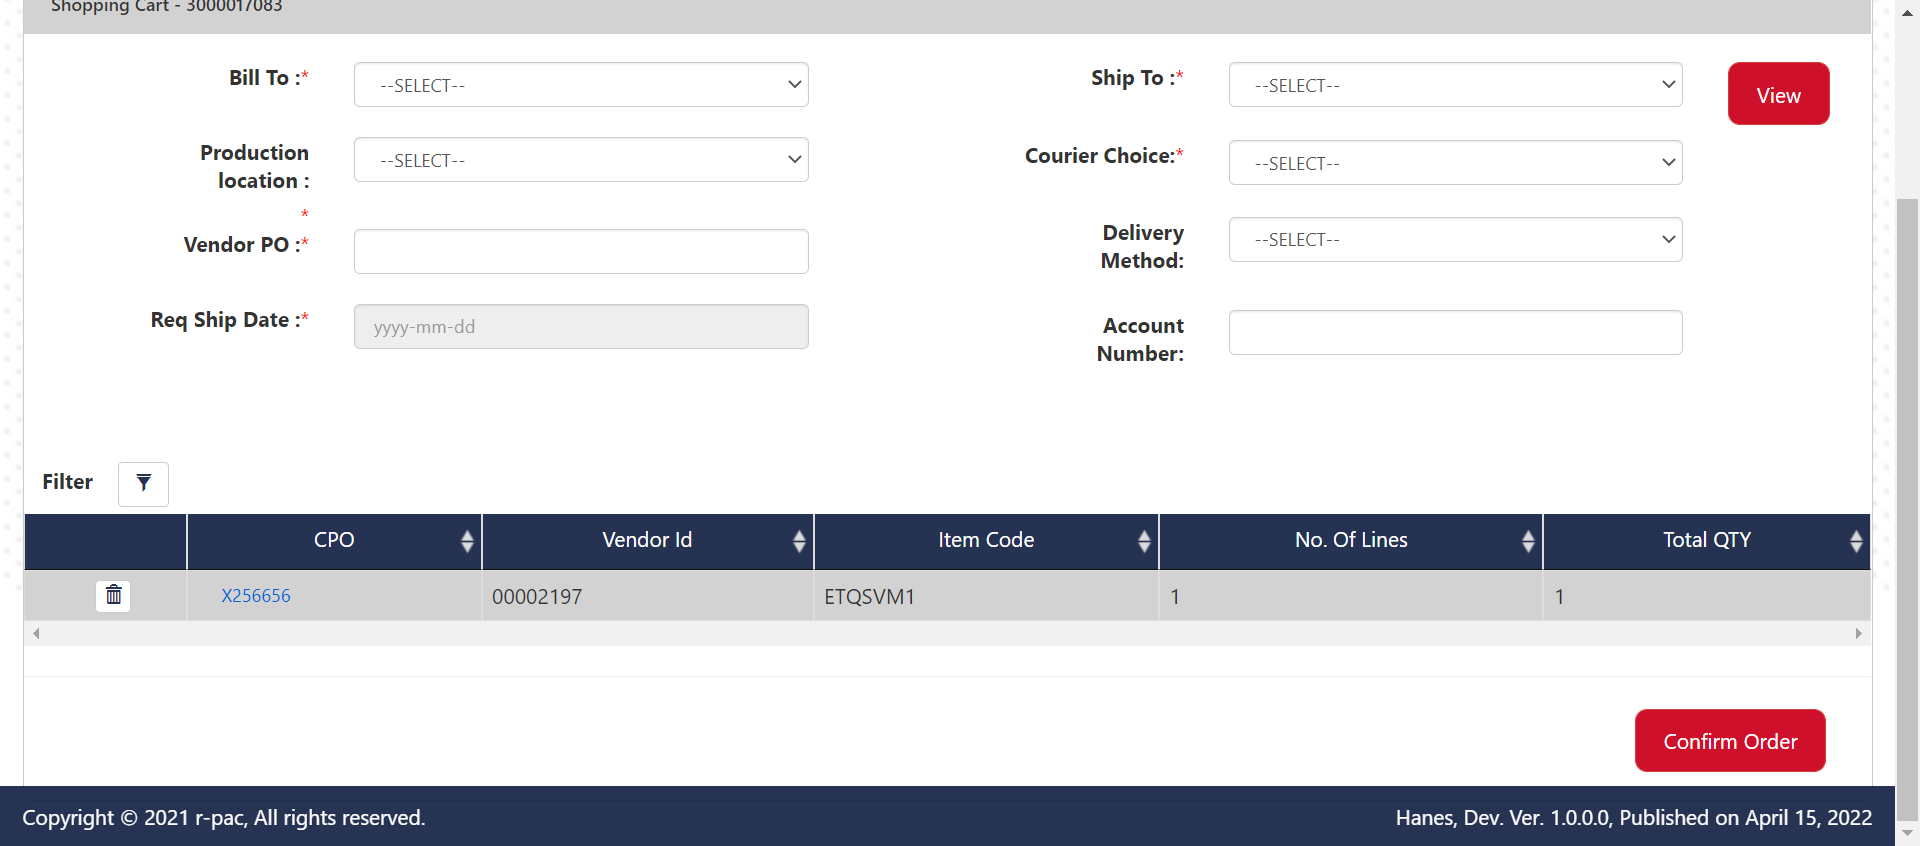 Shopping Cart - 3000017083
Bill To :*
--SELECT--
Ship To :*
--SELECT--
View
Production
location :
*
--SELECT--
Courier Choice:*
--SELECT--
Vendor PO :*
Delivery
Method:
--SELECT--
Req Ship Date :*
yyyy-mm-dd
Account
Number:
Filter
CPO Vendor Id Item Code No. Of Lines Total QTY
X256656 00002197 ETQSVM1 1 1
Confirm Order
Copyright © 2021 r-pac, All rights reserved.
Hanes, Dev. Ver. 1.0.0.0, Published on April 15, 2022